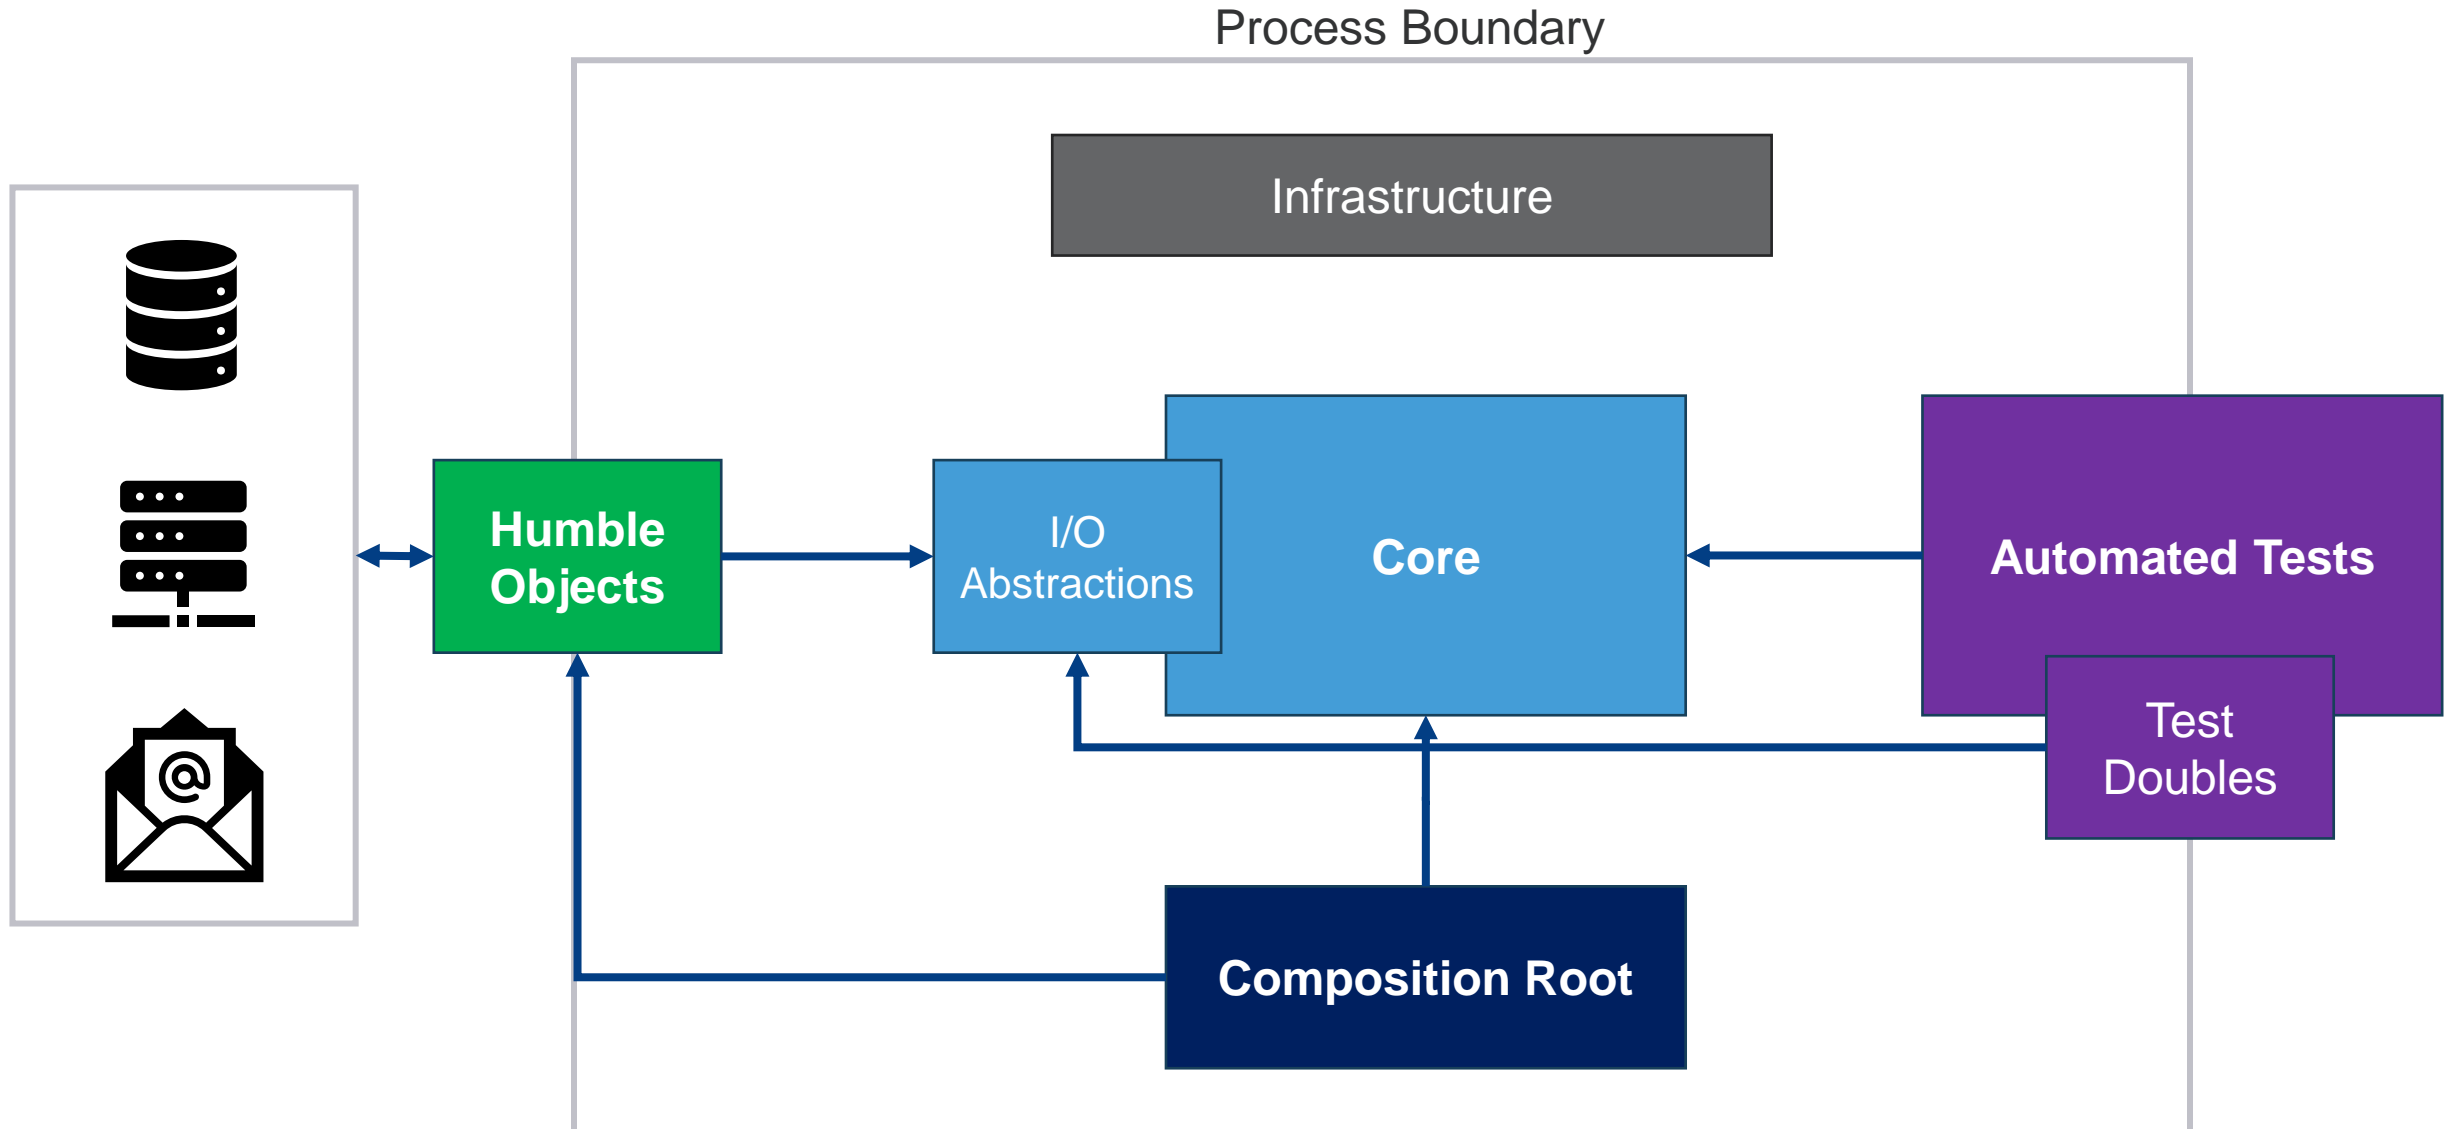 Process Boundary
Infrastructure
Humble
Objects
I/O
Abstractions
Core
Automated Tests
Test
Doubles
Composition Root